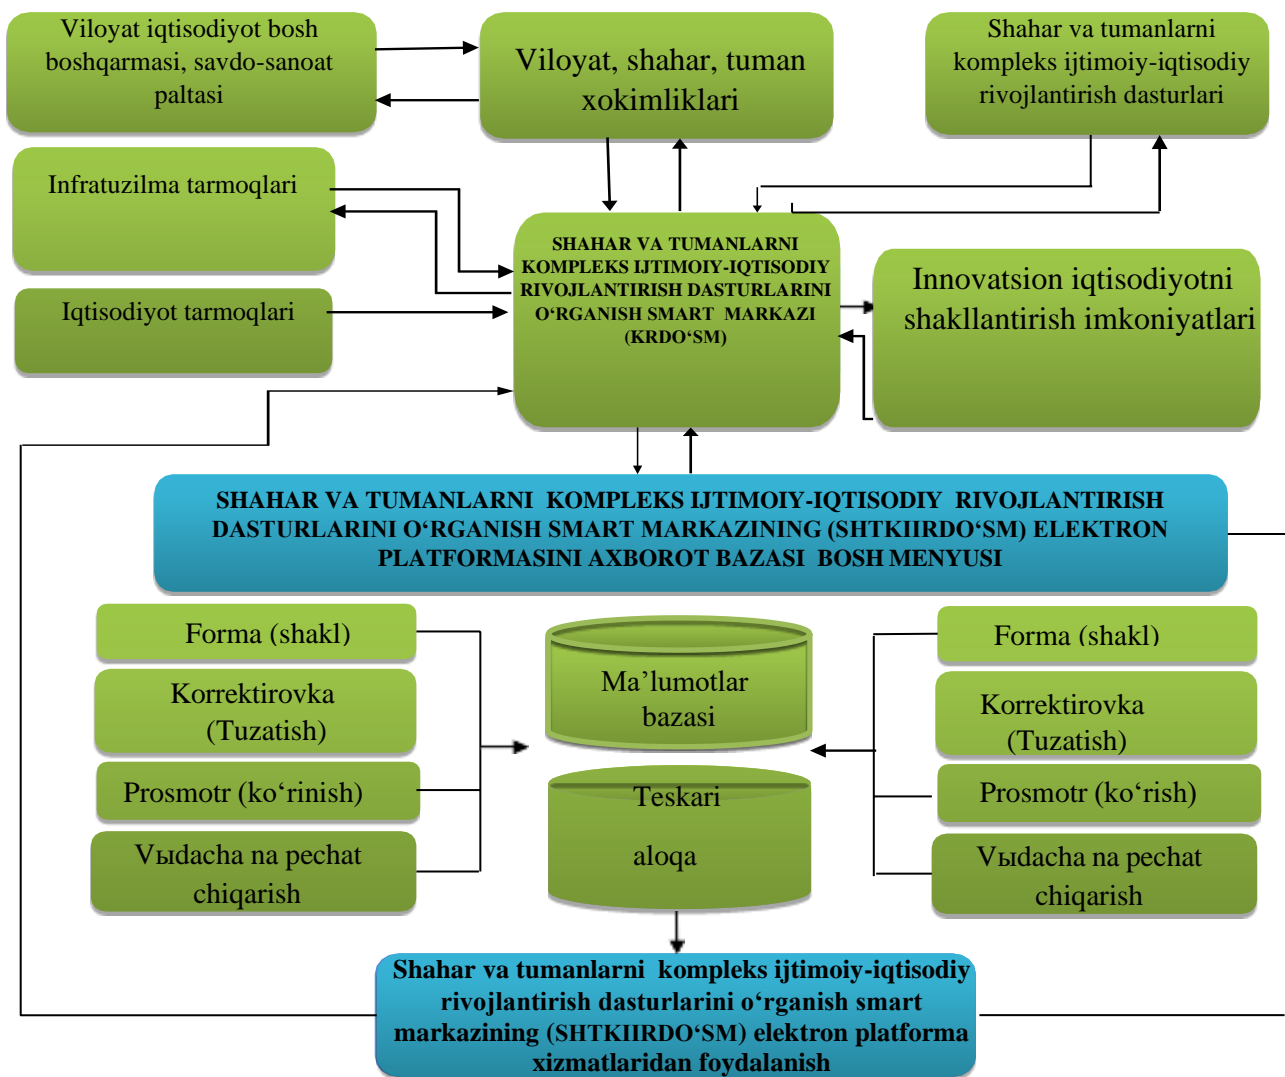 Viloyat iqtisodiyot bosh
boshqarmasi, savdo-sanoat
paltasi
Viloyat, shahar, tuman
xokimliklari
Shahar va tumanlarni
kompleks ijtimoiy-iqtisodiy
rivojlantirish dasturlari
Infratuzilma tarmoqlari
Iqtisodiyot tarmoqlari
SHAHAR VA TUMANLARNI
KOMPLEKS IJTIMOIY-IQTISODIY
RIVOJLANTIRISH DASTURLARINI
O‘RGANISH SMART MARKAZI
(KRDO‘SM)
Innovatsion iqtisodiyotni
shakllantirish imkoniyatlari
SHAHAR VA TUMANLARNI KOMPLEKS IJTIMOIY-IQTISODIY RIVOJLANTIRISH
DASTURLARINI O‘RGANISH SMART MARKAZINING (SHTKIIRDO‘SM) ELEKTRON
PLATFORMASINI AXBOROT BAZASI BOSH MENYUSI
Forma (shakl)
Korrektirovka
(Tuzatish)
Prosmotr (ko‘rinish)
Vыdacha na pechat
chiqarish
Ma’lumotlar
bazasi
Teskari
aloqa
Forma (shakl)
Korrektirovka
(Tuzatish)
Prosmotr (ko‘rish)
Vыdacha na pechat
chiqarish
Shahar va tumanlarni kompleks ijtimoiy-iqtisodiy
rivojlantirish dasturlarini o‘rganish smart
markazining (SHTKIIRDO‘SM) elektron platforma
xizmatlaridan foydalanish